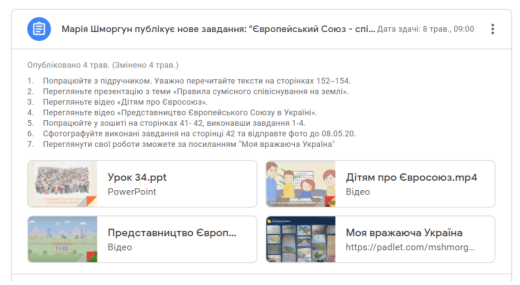 Марія Шморгун публікує нове завдання: "Європейський Союз - спі... Дата здачі: 8 трав., 09:00
Опубліковано 4 трав. (Змінено 4 трав.)
1. Попрацюйте з підручником. Уважно перечитайте тексти на сторінках 152–154.
2. Перегляньте презентацію з теми «Правила сумісного співіснування на землі».
3. Перегляньте відео «Дітям про Євросоюз».
4. Перегляньте відео «Представництво Європейського Союзу в Україні».
5. Попрацюйте у зошиті на сторінках 41- 42, виконавши завдання 1-4.
6. Сфотографуйте виконані завдання на сторінці 42 та відправте фото до 08.05.20.
7. Переглянути свої роботи зможете за посиланням "Моя вражаюча Україна"
Урок 34.ppt
PowerPoint
Дітям про Євросоюз.mp4
Відео
Представництво Європ...
Відео
Моя вражаюча Україна
https://padlet.com/mshmorg...